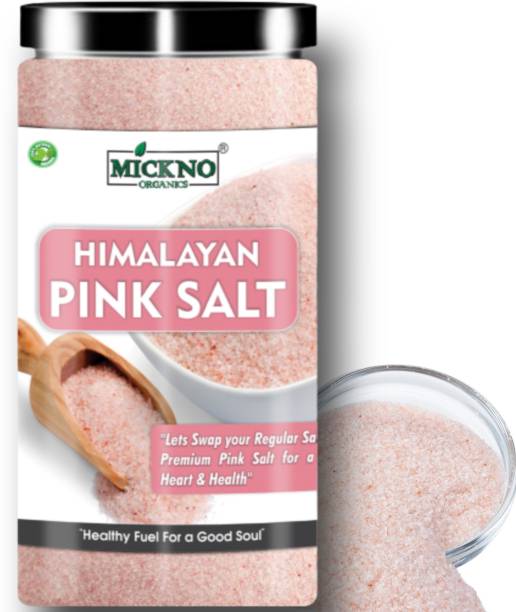 MICKNO®
ORGANICS
HIMALAYAN
PINK SALT
"Lets Swap your Regular Sa
Premium Pink Salt for a
Heart & Health"
"Healthy Fuel For a Good Soul"